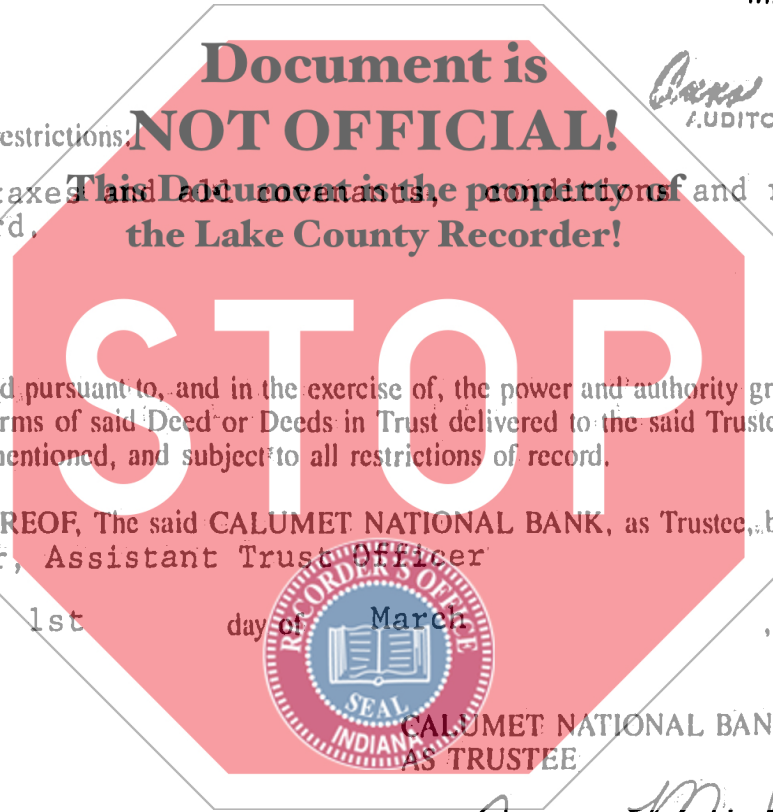 Document is
NOT OFFICIAL!
AUDITO
estrictions:
This Document is the property of
taxes and all covenants, conditions and
rd.
the Lake County Recorder!
STOP
d pursuant to, and in the exercise of, the power and authority gr
rms of said Deed or Deeds in Trust delivered to the said Truste
mentioned, and subject to all restrictions of record.
REOF, The said CALUMET NATIONAL BANK, as Trustee, b
r, Assistant Trust Officer
1st day of March ,
RECORDER'S OFFICE
SEAL
INDIANA
CALUMET NATIONAL BAN
AS TRUSTEE